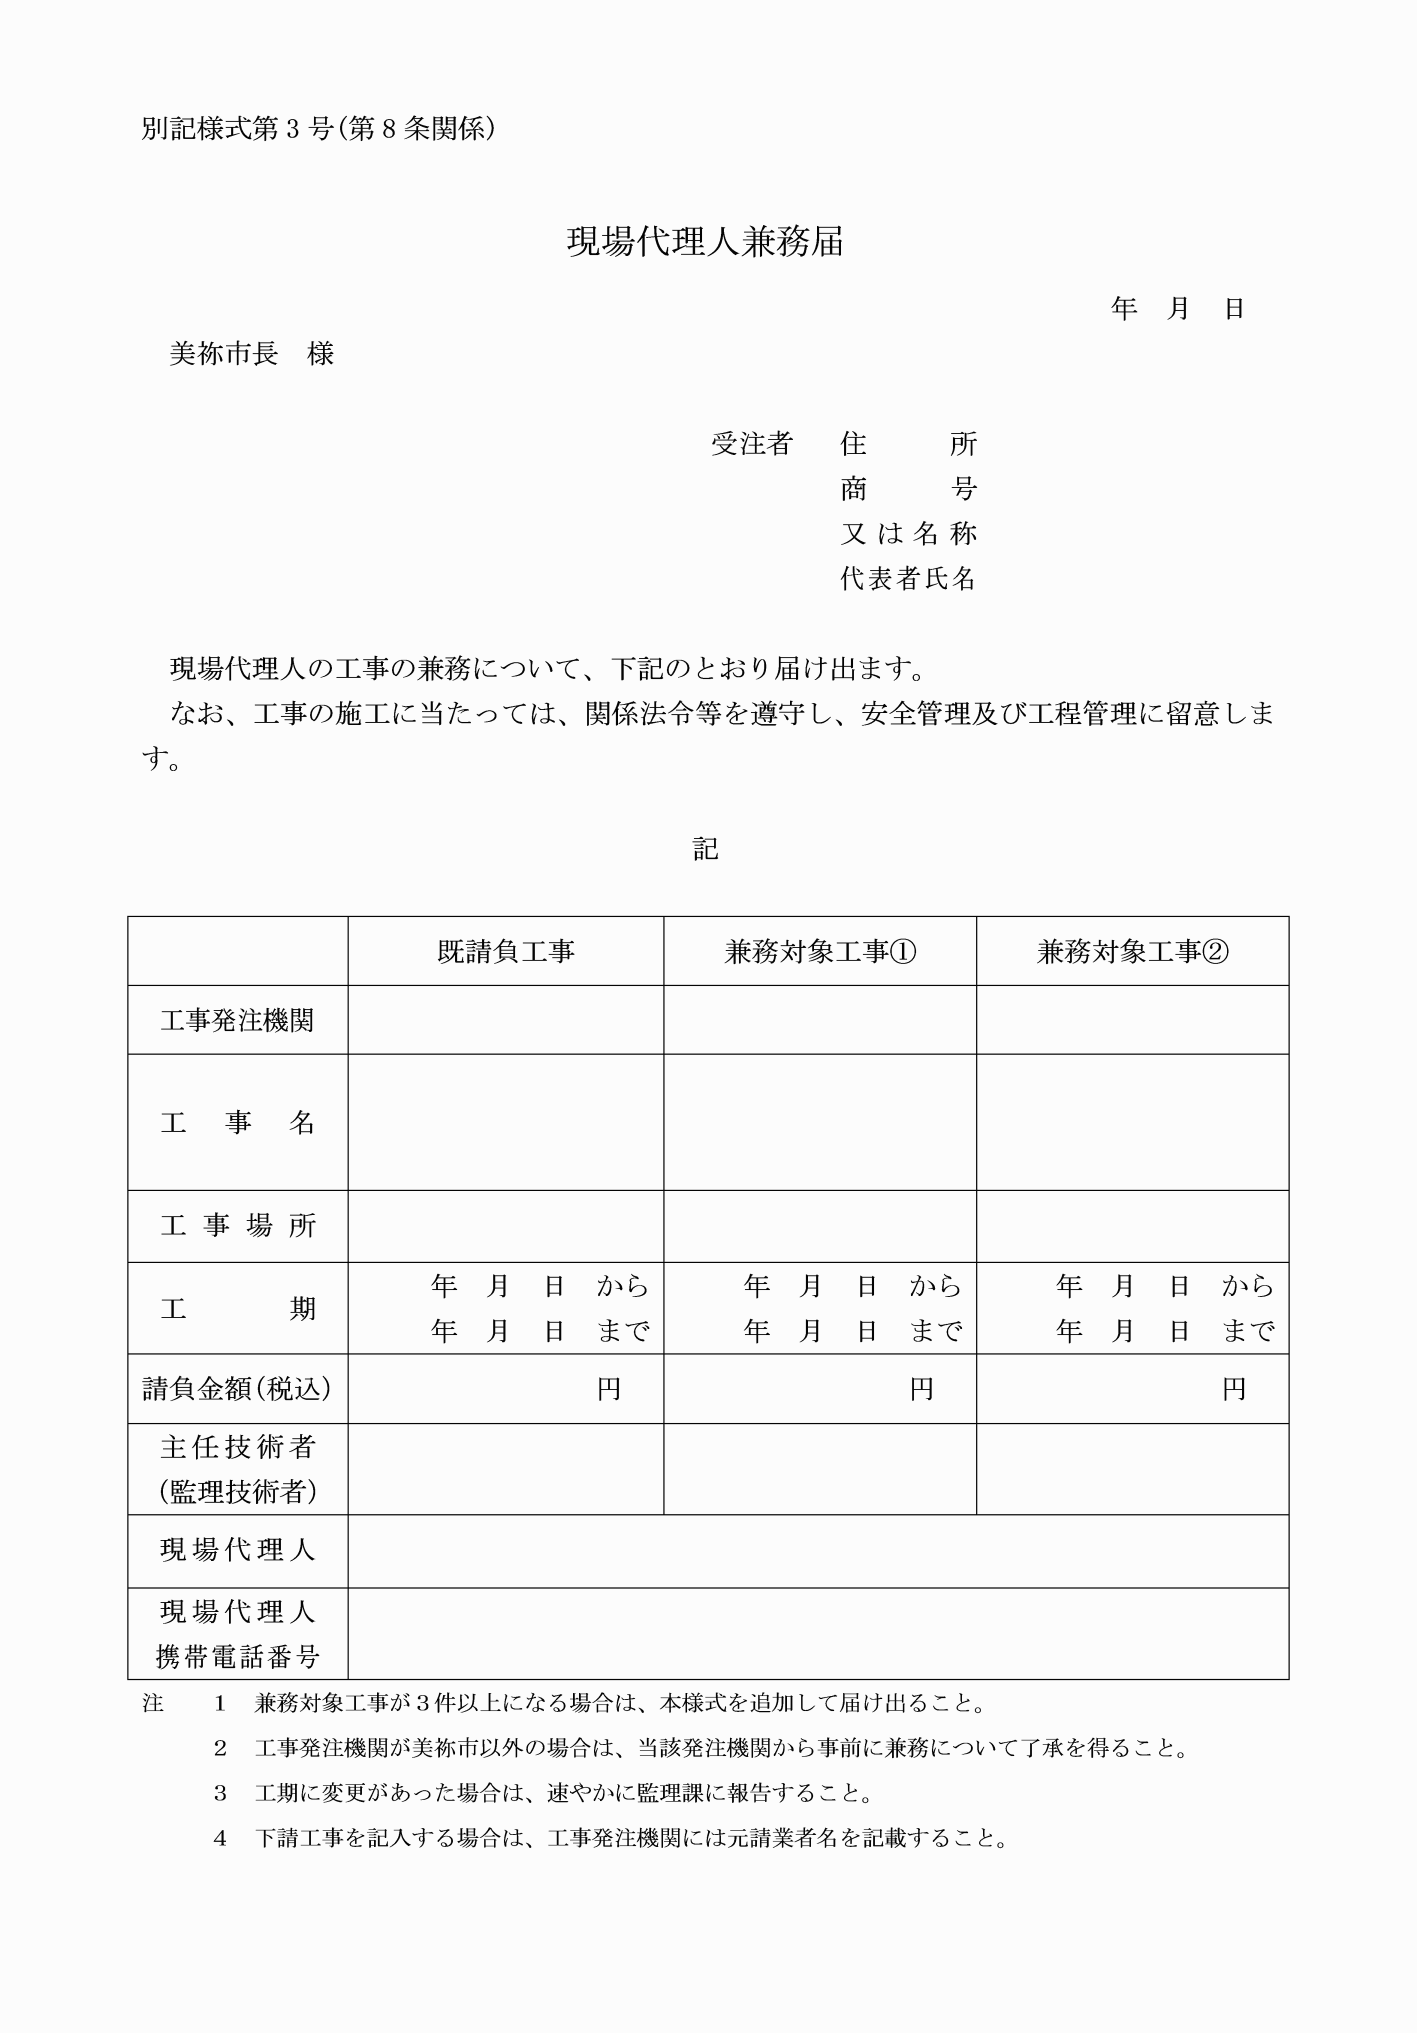 別記様式第3号(第8条関係)
現場代理人兼務届
年　月　日
美祢市長　様
受注者　住　　　所
商　　　号
又は名称
代表者氏名
現場代理人の工事の兼務について、下記のとおり届け出ます。
なお、工事の施工に当たっては、関係法令等を遵守し、安全管理及び工程管理に留意しま
す。
記
既請負工事　兼務対象工事①　兼務対象工事②
工事発注機関
工　事　名
工事場所
工　　　期
年　月　日　から　年　月　日　から　年　月　日　から
年　月　日　まで　年　月　日　まで　年　月　日　まで
請負金額(税込)　円　円　円
主任技術者
(監理技術者)
現場代理人
現場代理人
携帯電話番号
注　1　兼務対象工事が3件以上になる場合は、本様式を追加して届け出ること。
2　工事発注機関が美祢市以外の場合は、当該発注機関から事前に兼務について了承を得ること。
3　工期に変更があった場合は、速やかに監理課に報告すること。
4　下請工事を記入する場合は、工事発注機関には元請業者名を記載すること。